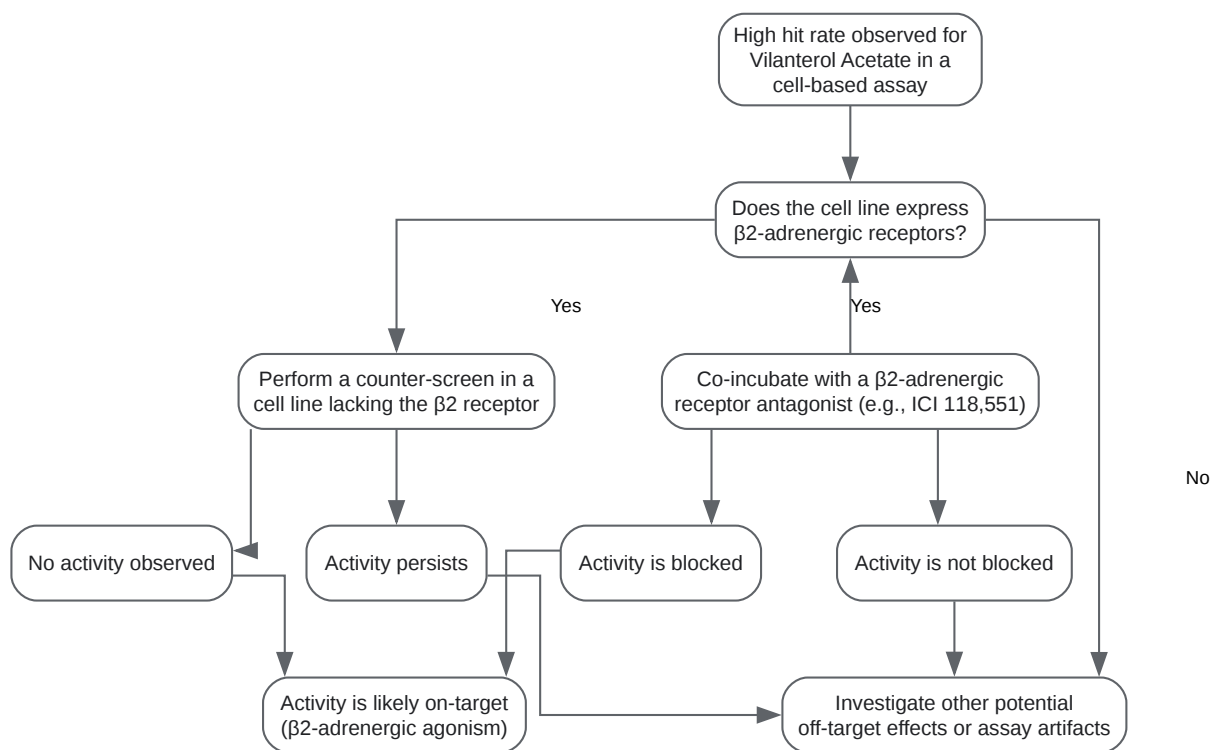 High hit rate observed for
Vilanterol Acetate in a
cell-based assay
Does the cell line express
β2-adrenergic receptors?
Yes
Yes
Perform a counter-screen in a
cell line lacking the β2 receptor
Co-incubate with a β2-adrenergic
receptor antagonist (e.g., ICI 118,551)
No
No activity observed
Activity persists
Activity is blocked
Activity is not blocked
Activity is likely on-target
(β2-adrenergic agonism)
Investigate other potential
off-target effects or assay artifacts